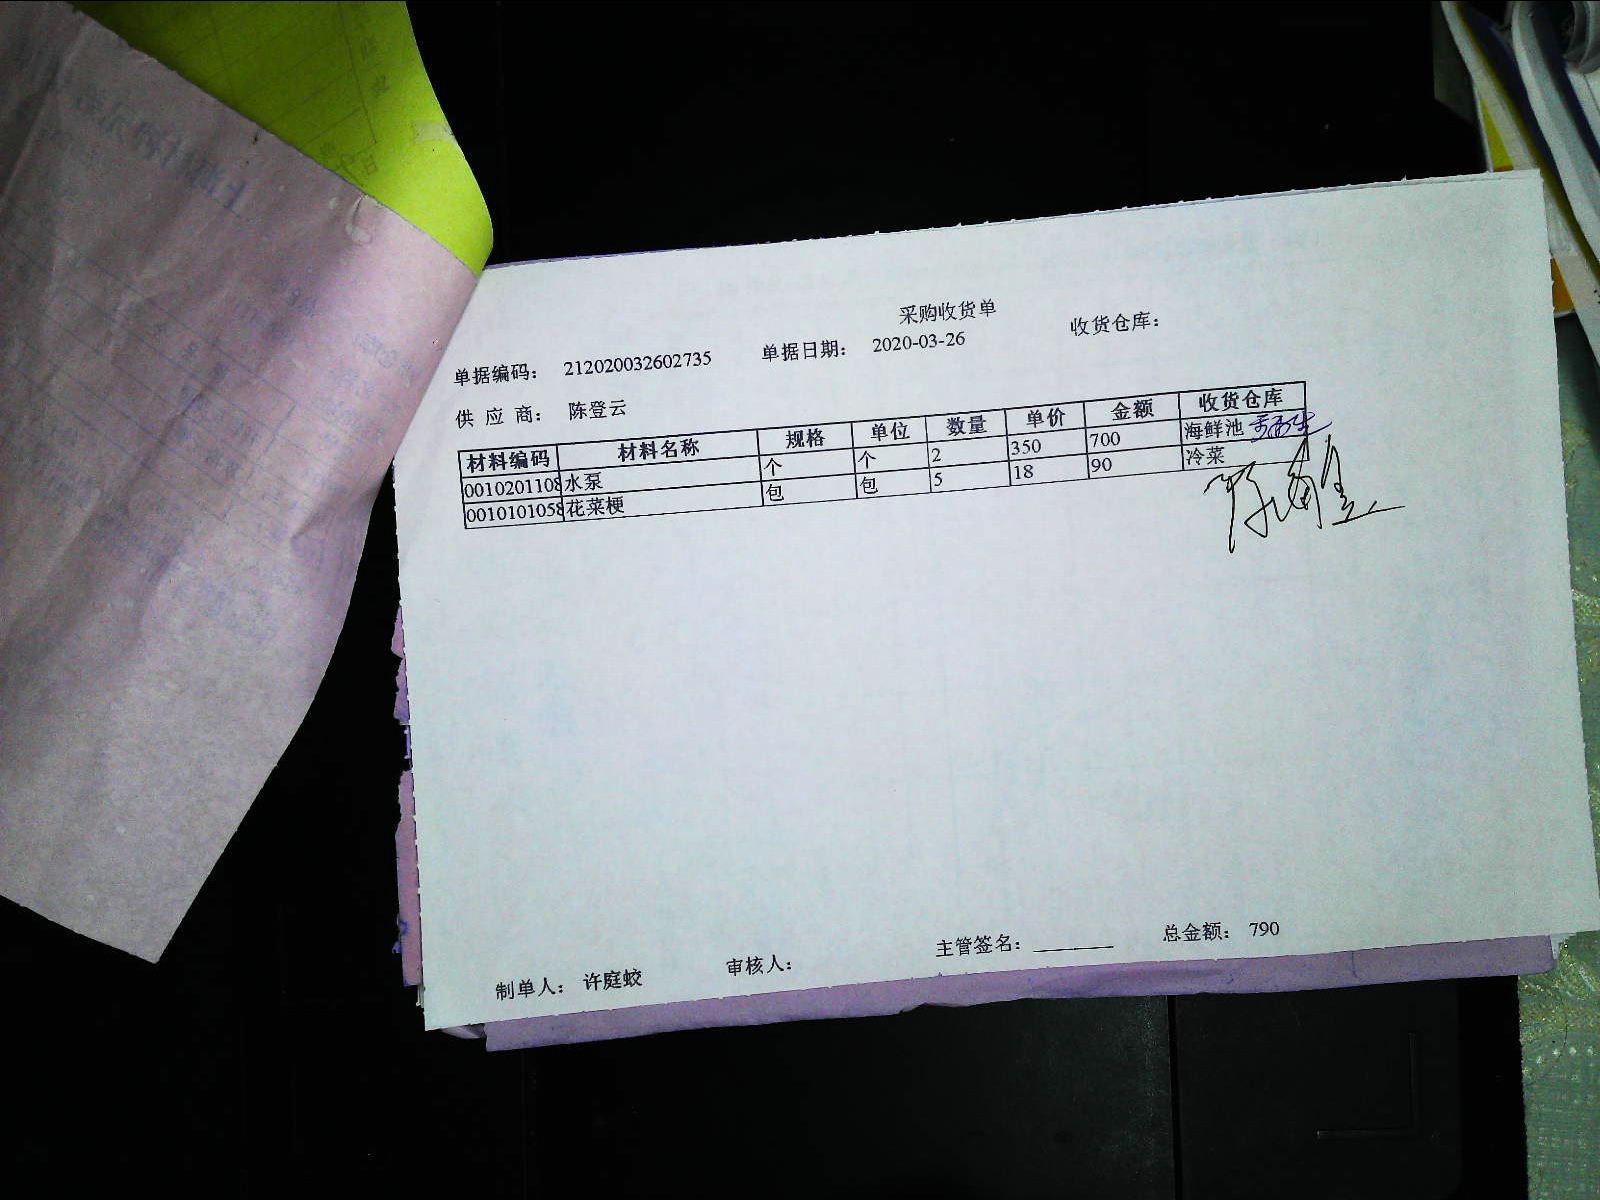 采购收货单
单据编码： 212020032602735 单据日期： 2020-03-26 收货仓库：
供 应 商： 陈登云
材料编码 材料名称 规格 单位 数量 单价 金额 收货仓库
0010201108 水泵 个 个 2 350 700 海鲜池
0010101058 花菜梗 包 包 5 18 90 冷菜
制单人： 许庭蛟 审核人： 主管签名： 总金额： 790